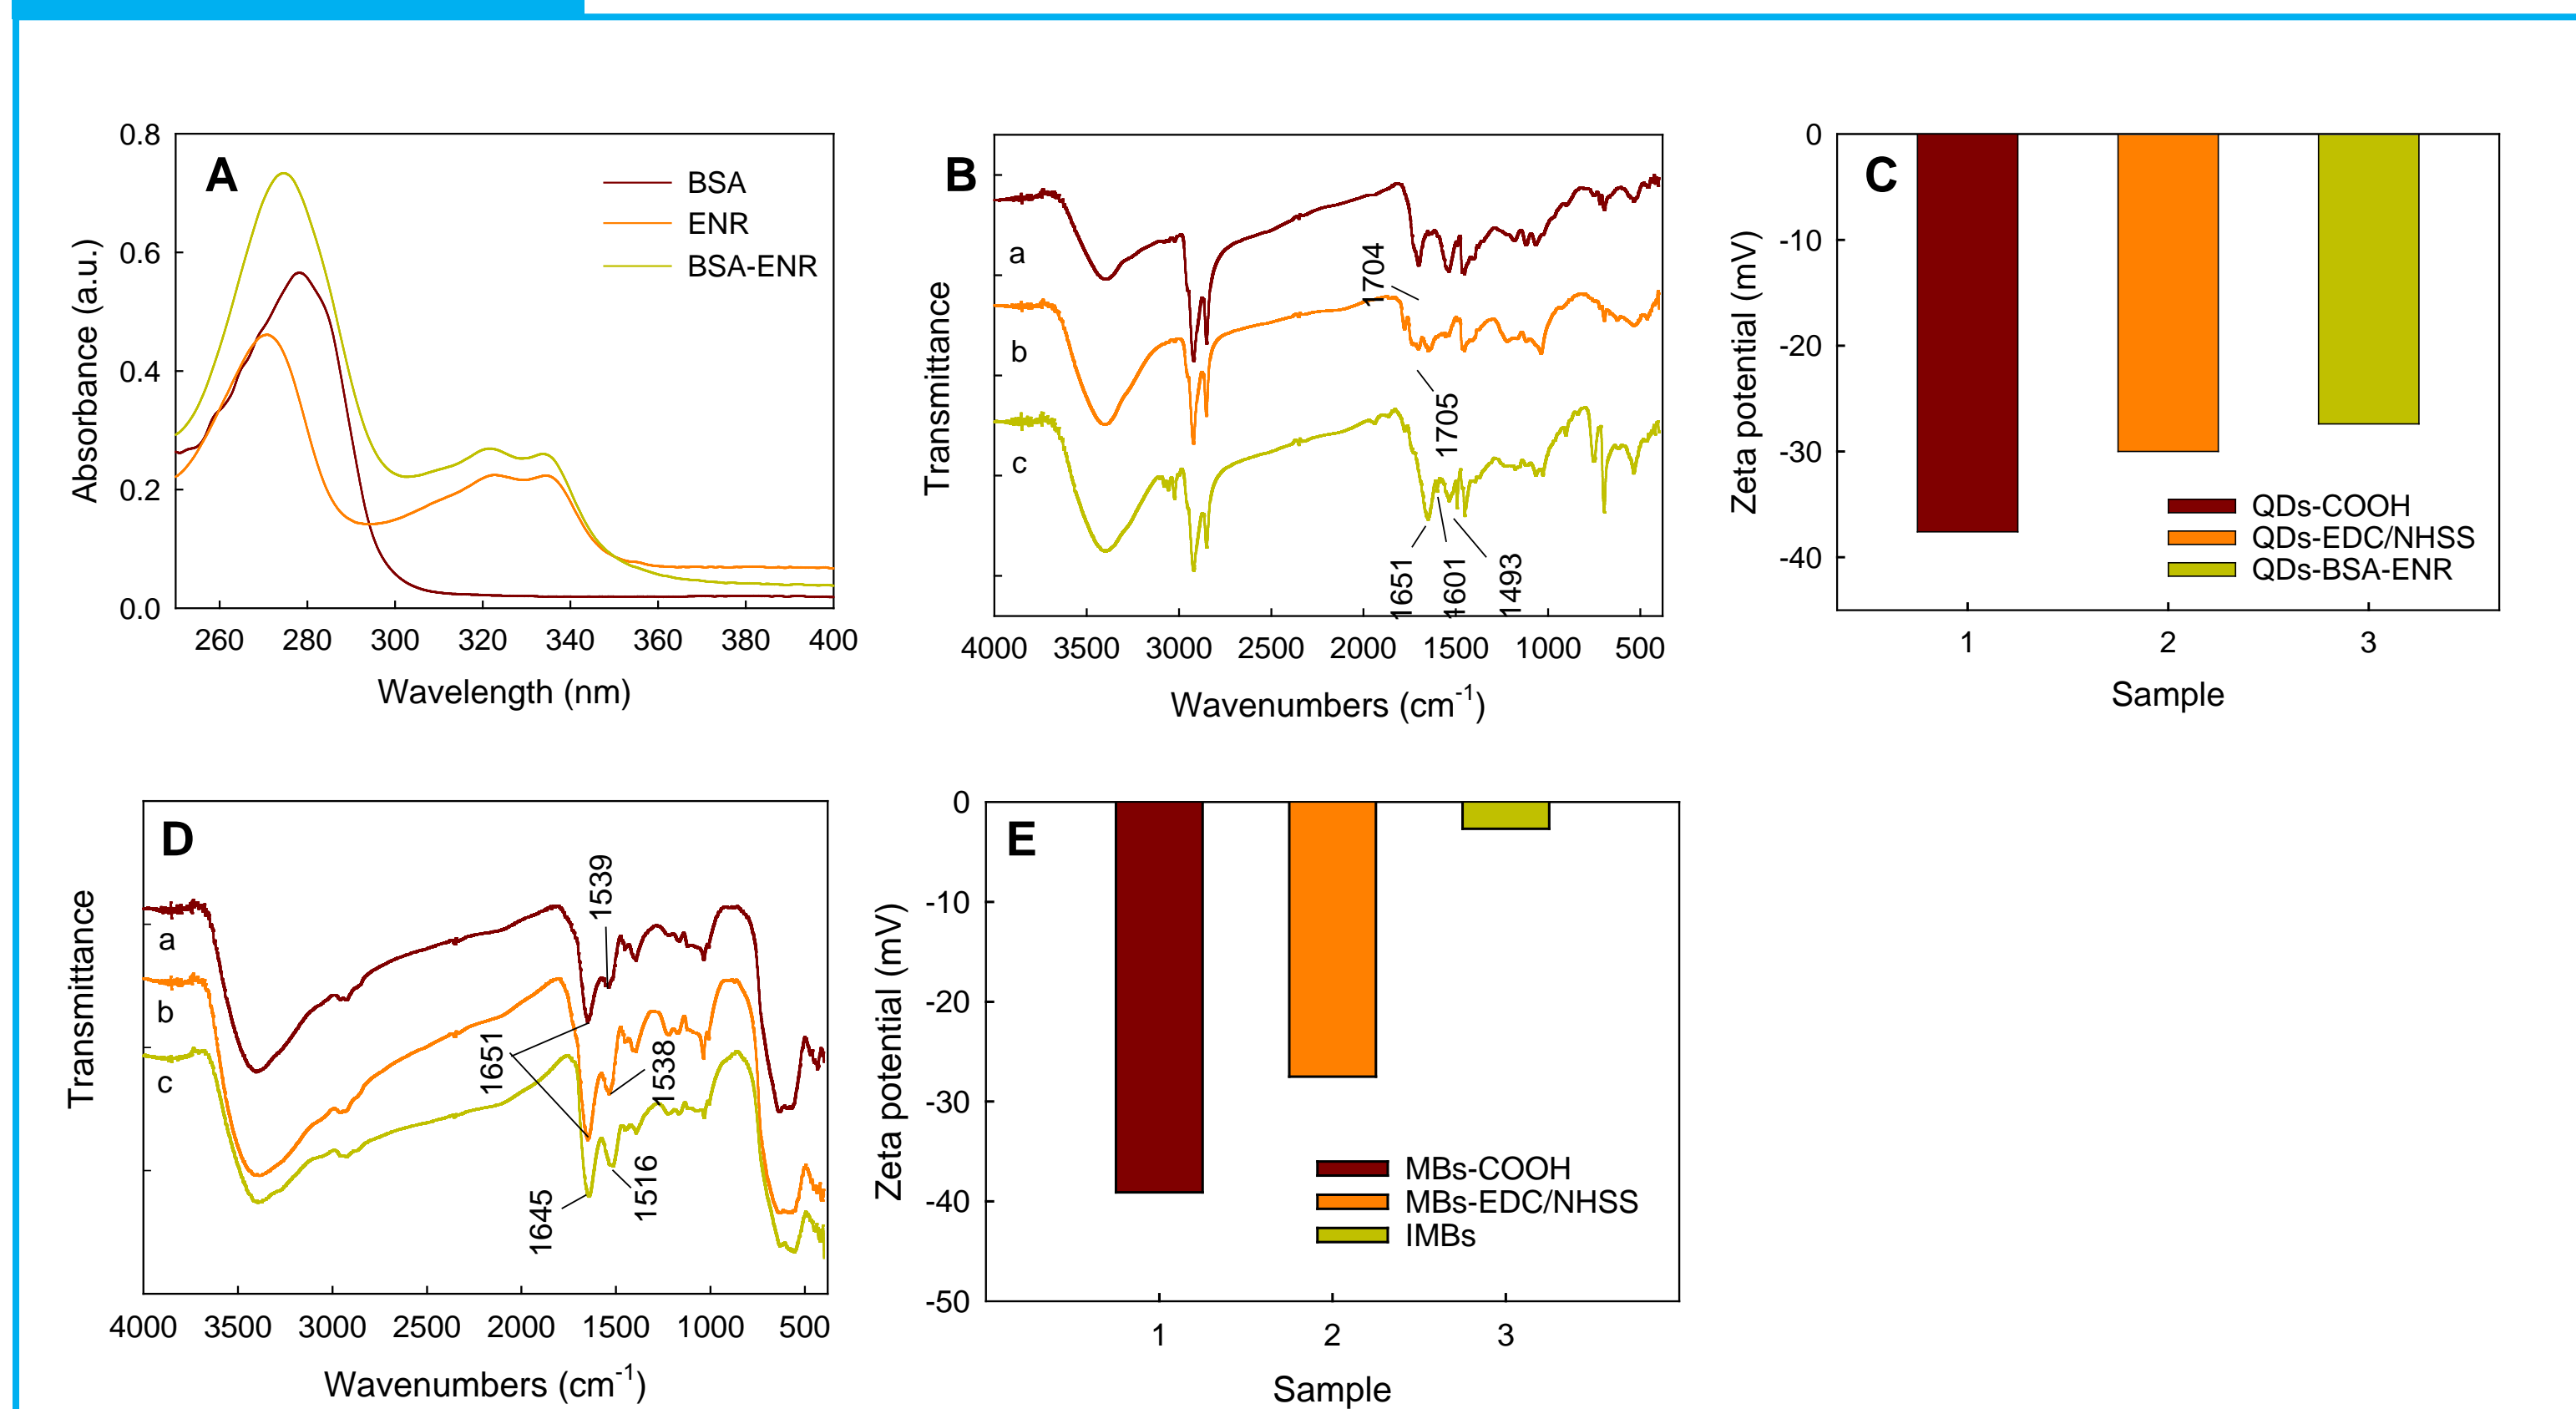 A
BSA
ENR
BSA-ENR
0.8
0.6
0.4
0.2
0.0
Absorbance (a.u.)
260 280 300 320 340 360 380 400
Wavelength (nm)
B
a
b
c
1704
1705
1651
1601
1493
Transmittance
4000 3500 3000 2500 2000 1500 1000 500
Wavenumbers (cm-1)
C
0
-10
-20
-30
-40
Zeta potential (mV)
QDs-COOH
QDs-EDC/NHSS
QDs-BSA-ENR
1 2 3
Sample
D
a
b
c
1539
1651
1538
1645
1516
Transmittance
4000 3500 3000 2500 2000 1500 1000 500
Wavenumbers (cm-1)
E
0
-10
-20
-30
-40
-50
Zeta potential (mV)
MBs-COOH
MBs-EDC/NHSS
IMBs
1 2 3
Sample